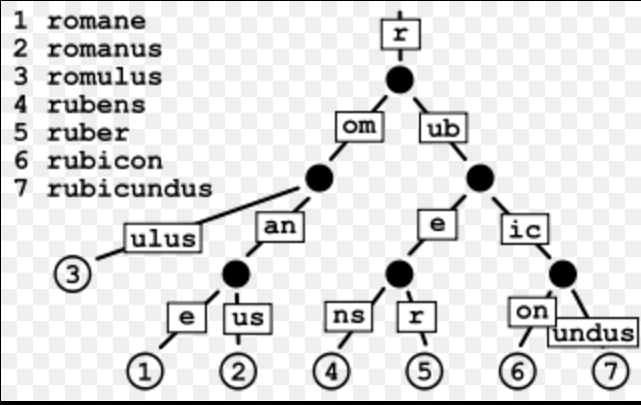 1 romane
2 romanus
3 romulus
4 rubens
5 ruber
6 rubicon
7 rubicundus
r
om ub
ulus an e ic
3
e us ns r on undus
1 2 4 5 6 7